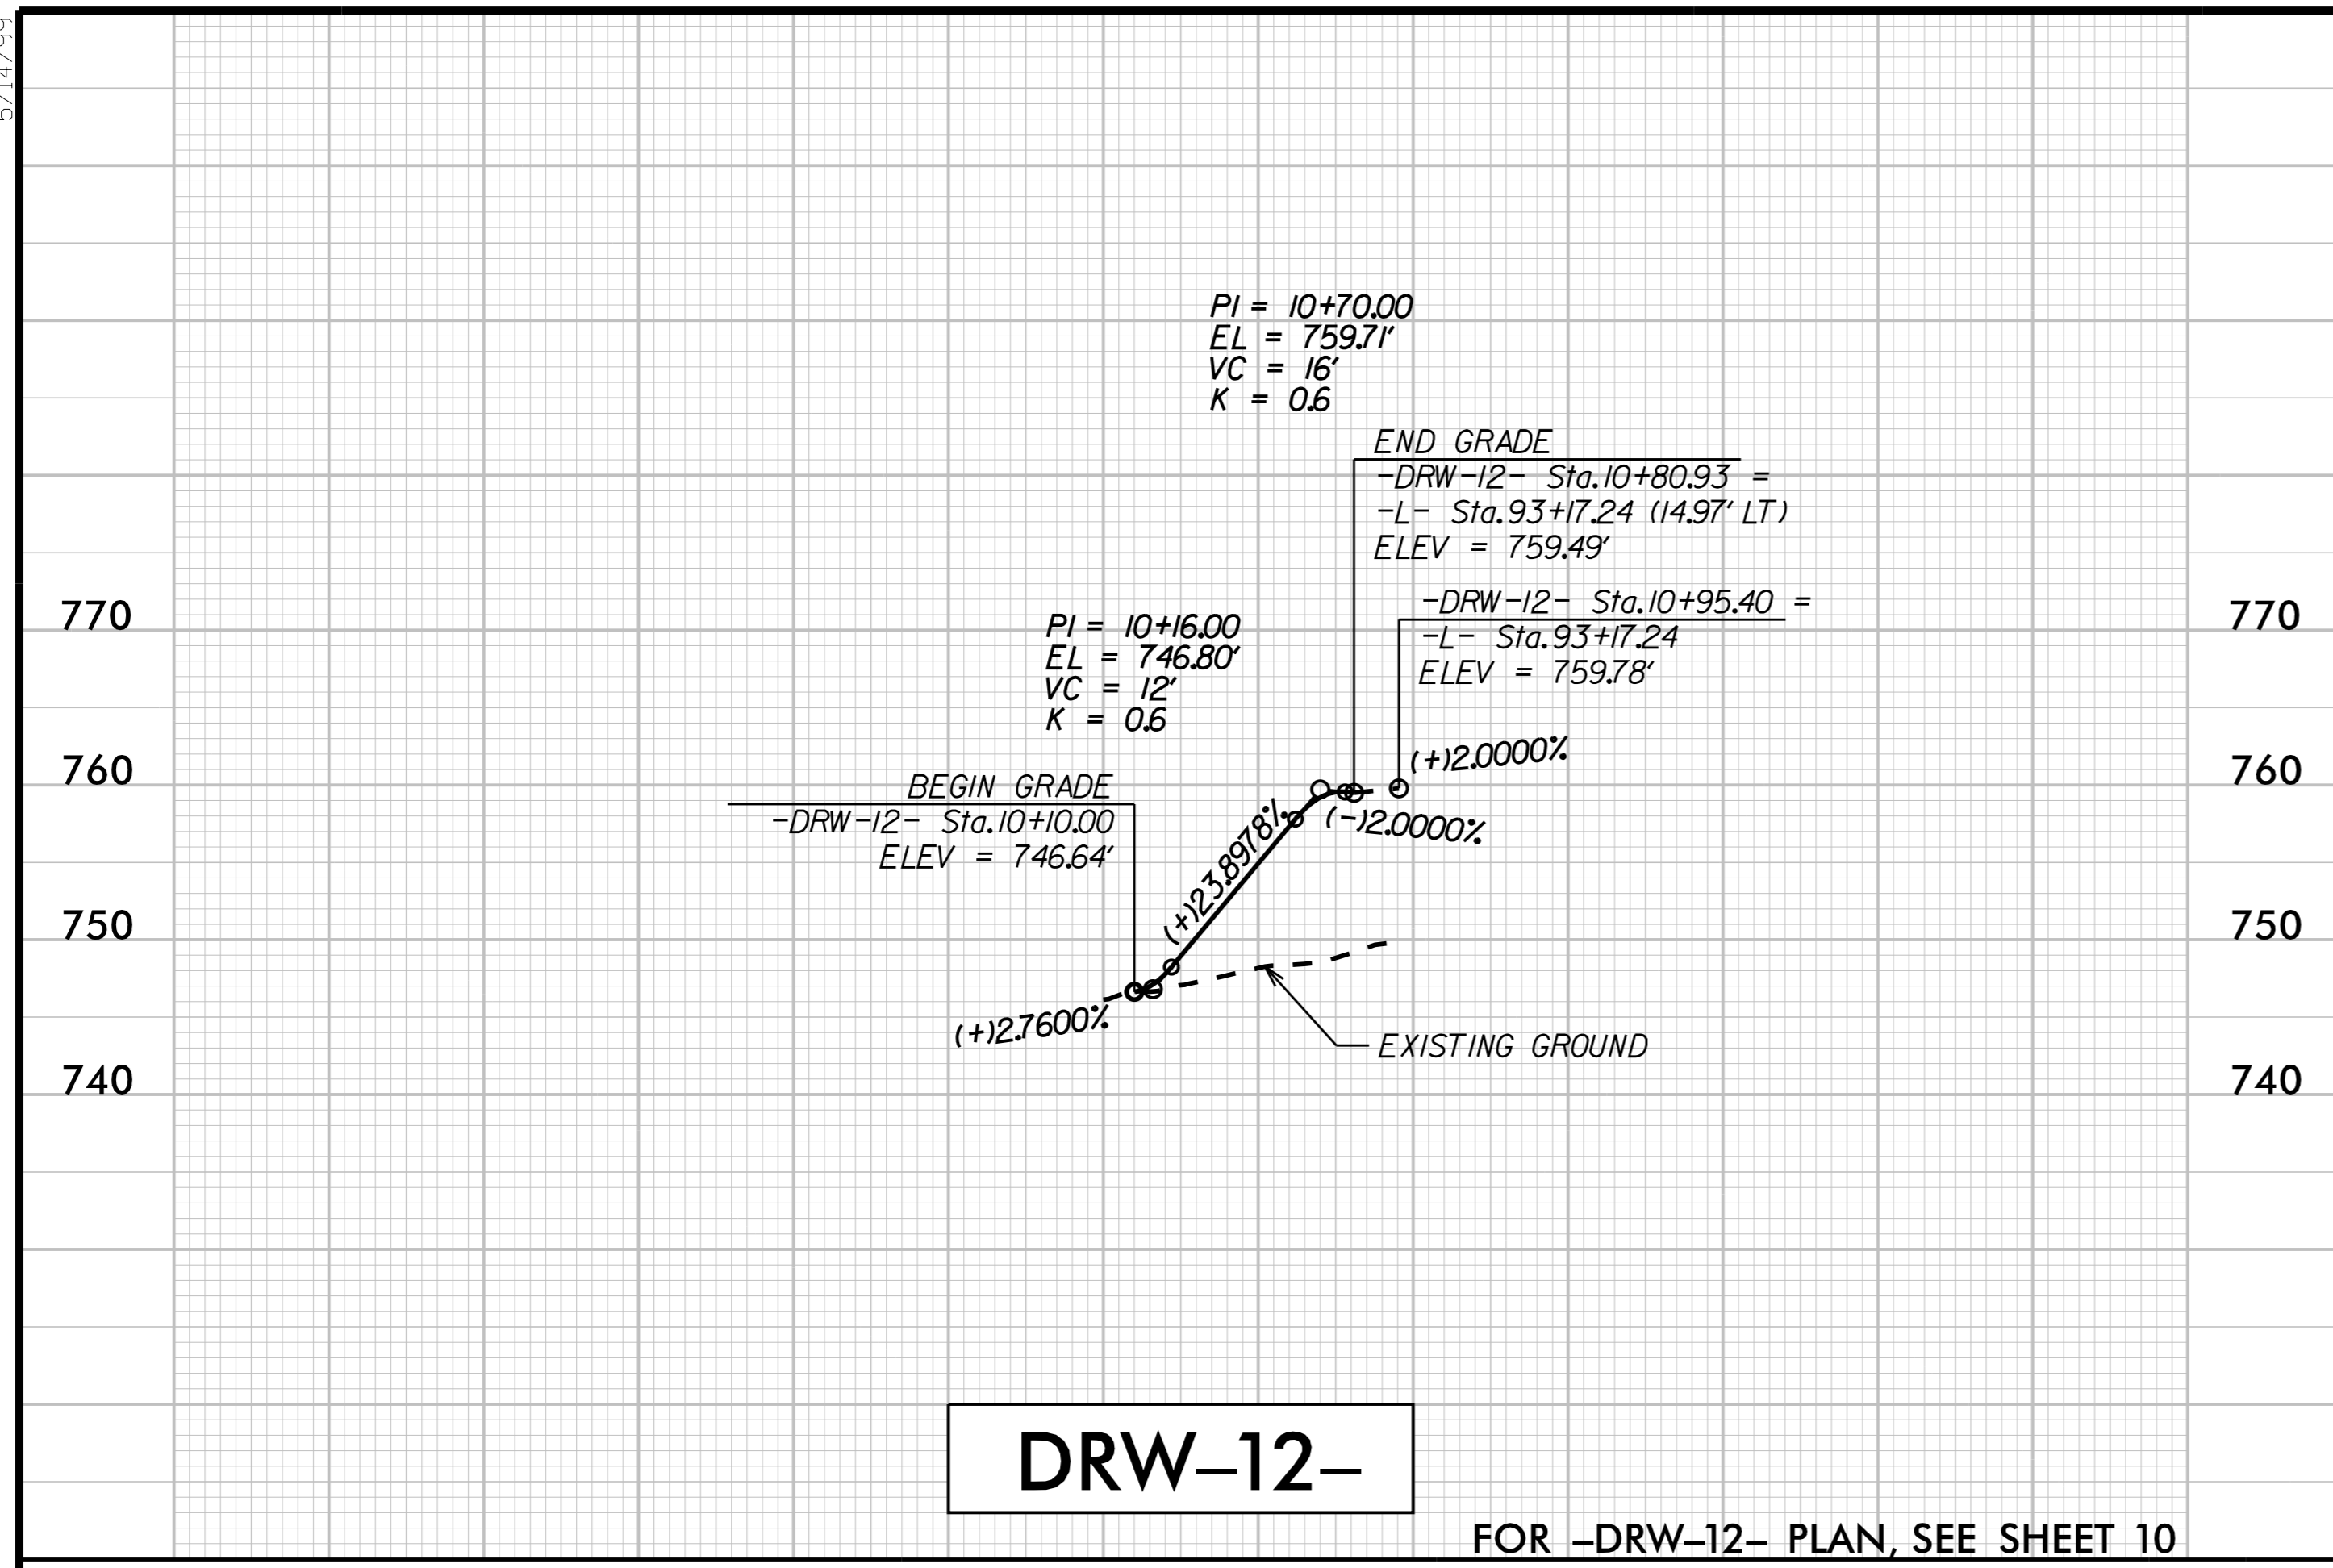 5/14/99
PI = 10+70.00
EL = 759.71'
VC = 16'
K = 0.6
END GRADE
-DRW-12- Sta.10+80.93 =
-L- Sta.93+17.24 (14.97' LT)
ELEV = 759.49'
-DRW-12- Sta.10+95.40 =
-L- Sta.93+17.24
ELEV = 759.78'
770
770
PI = 10+16.00
EL = 746.80'
VC = 12'
K = 0.6
760
760
(+)2.0000%
BEGIN GRADE
-DRW-12- Sta.10+10.00
ELEV = 746.64'
(+)23.8978%
(-)2.0000%
750
750
(+)2.7600%
EXISTING GROUND
740
740
DRW-12-
FOR -DRW-12- PLAN, SEE SHEET 10